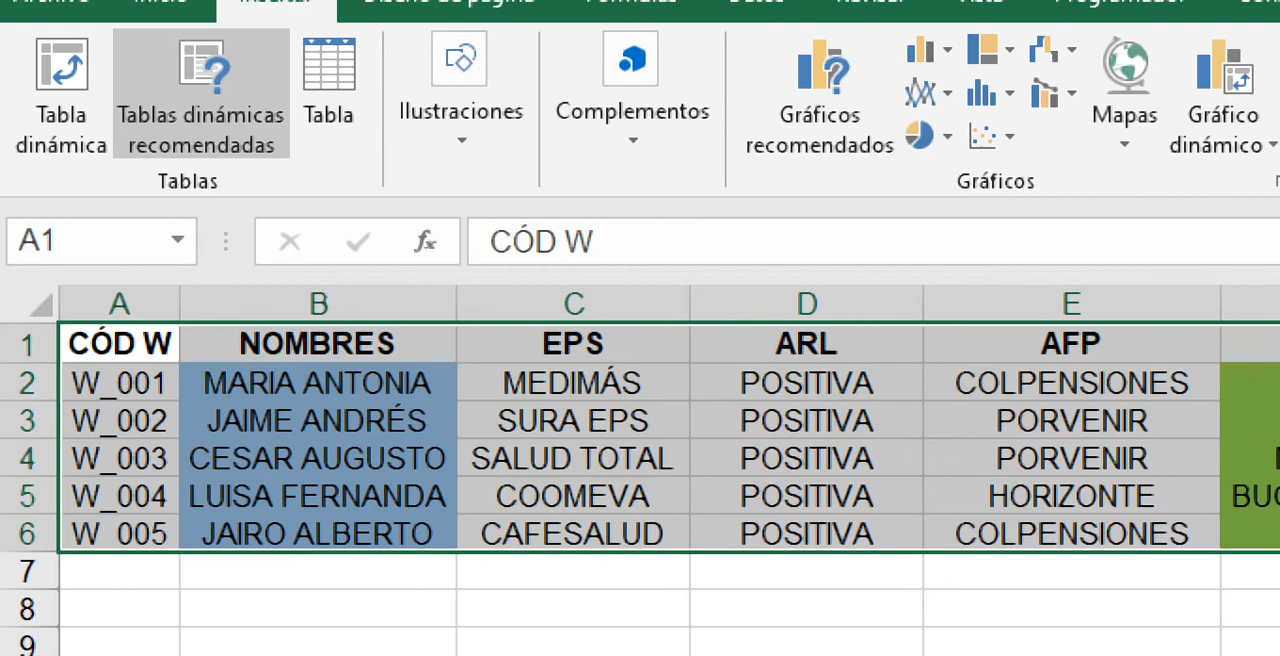 Tabla dinámica
Tablas dinámicas recomendadas
Tabla
Ilustraciones
Complementos
Gráficos recomendados
Mapas
Gráfico dinámico
Tablas
Gráficos
A1
fx
CÓD W
A B C D E
1 CÓD W NOMBRES EPS ARL AFP
2 W_001 MARIA ANTONIA MEDIMÁS POSITIVA COLPENSIONES
3 W_002 JAIME ANDRÉS SURA EPS POSITIVA PORVENIR
4 W_003 CESAR AUGUSTO SALUD TOTAL POSITIVA PORVENIR
5 W_004 LUISA FERNANDA COOMEVA POSITIVA HORIZONTE
6 W_005 JAIRO ALBERTO CAFESALUD POSITIVA COLPENSIONES
7
8
9